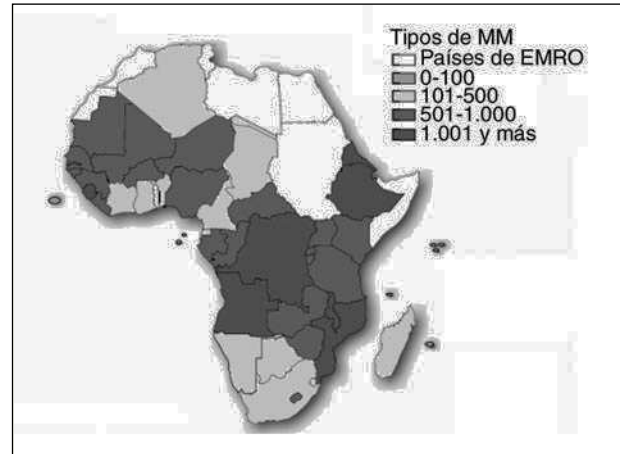 Tipos de MM
Países de EMRO
0-100
101-500
501-1.000
1.001 y más